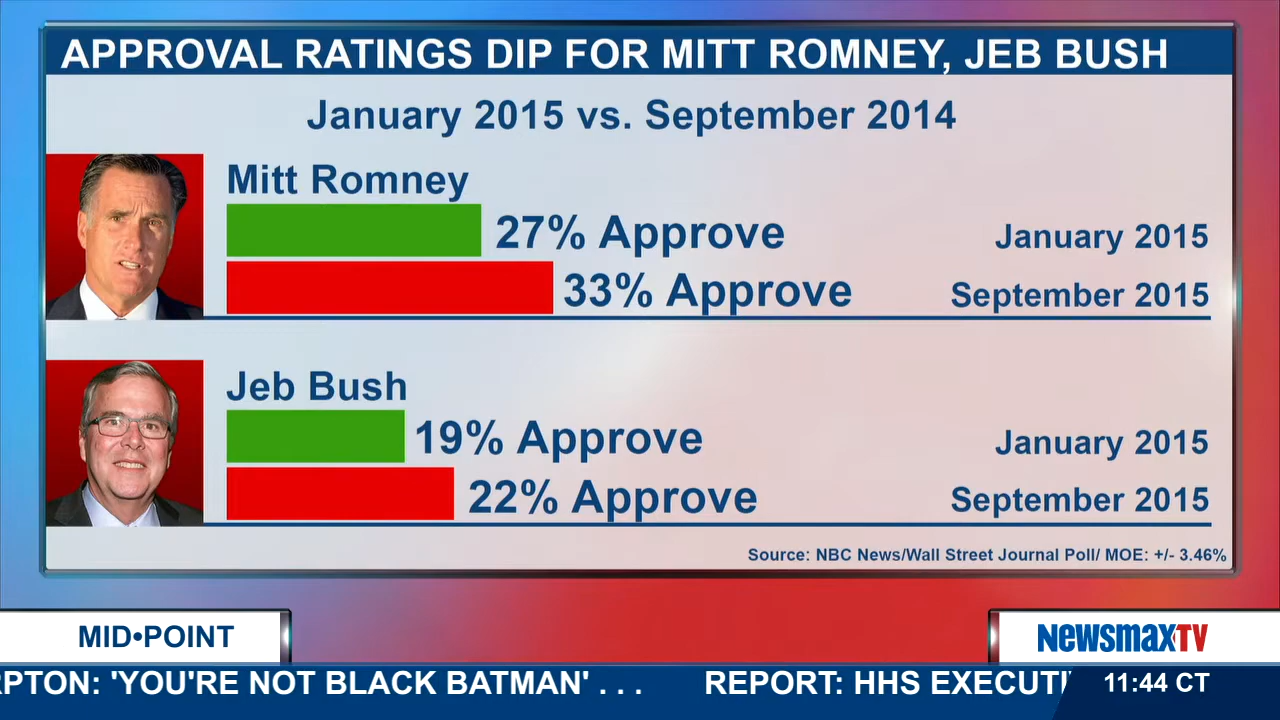 APPROVAL RATINGS DIP FOR MITT ROMNEY, JEB BUSH
January 2015 vs. September 2014
Mitt Romney
27% Approve January 2015
33% Approve September 2015
Jeb Bush
19% Approve January 2015
22% Approve September 2015
Source: NBC News/Wall Street Journal Poll/ MOE: +/- 3.46%
MID•POINT
NEWSMAXTV
RPTON: 'YOU'RE NOT BLACK BATMAN' . . . REPORT: HHS EXECUTI 11:44 CT